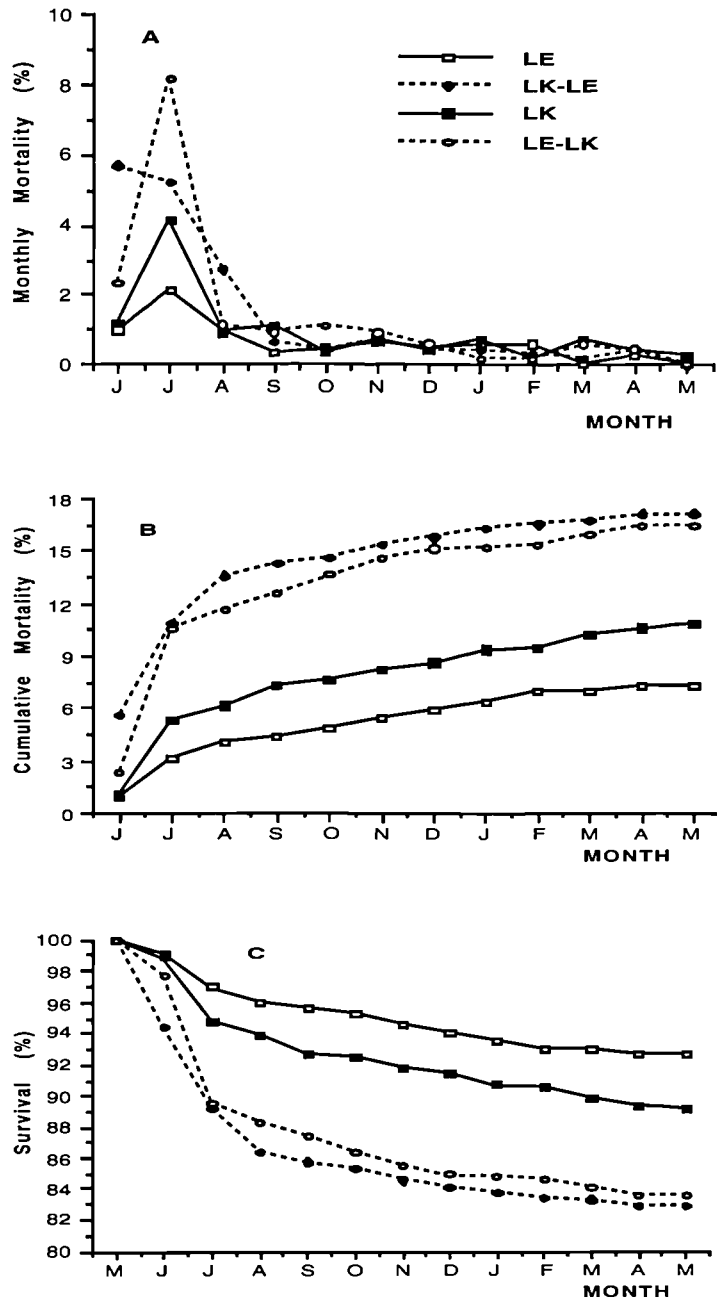 A
LE
LK-LE
LK
LE-LK
Monthly Mortality (%)
10
8
6
4
2
0
J J A S O N D J F M A M
MONTH
B
Cumulative Mortality (%)
18
15
12
9
6
3
0
J J A S O N D J F M A M
MONTH
C
Survival (%)
100
98
96
94
92
90
88
86
84
82
80
M J J A S O N D J F M A M
MONTH